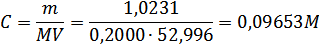 C = m / MV = 1,0231 / 0,2000 · 52,996 = 0,09653M